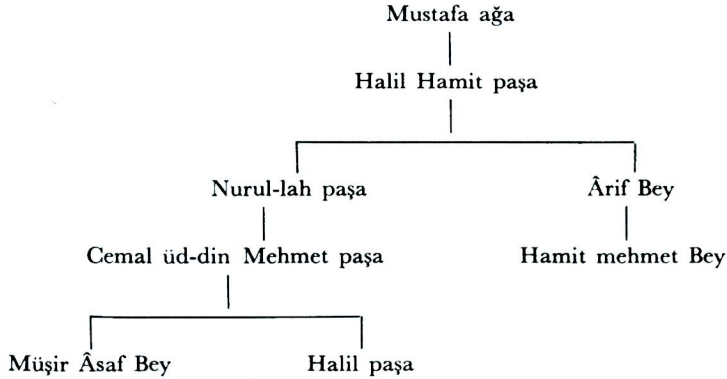 Mustafa ağa
Halil Hamit paşa
Nurul-lah paşa Ârif Bey
Cemal üd-din Mehmet paşa Hamit mehmet Bey
Müşir Âsaf Bey Halil paşa